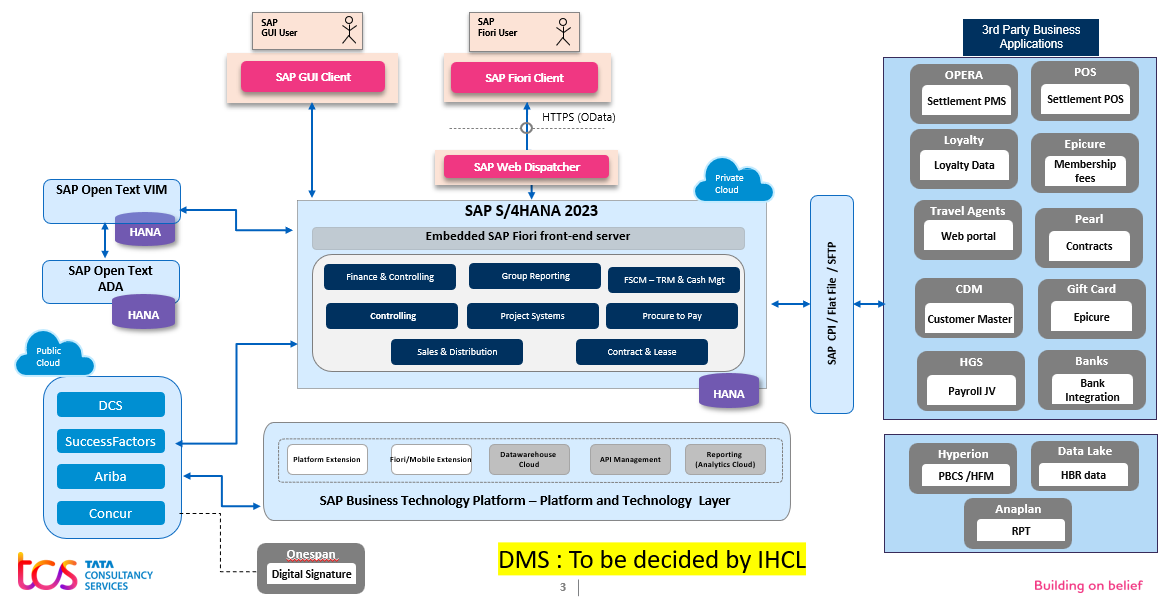 SAP
GUI User
SAP
Fiori User
3rd Party Business
Applications
SAP GUI Client
SAP Fiori Client
HTTPS (OData)
SAP Web Dispatcher
Private
Cloud
SAP Open Text VIM
HANA
SAP Open Text
ADA
HANA
SAP S/4HANA 2023
Embedded SAP Fiori front-end server
Finance & Controlling
Group Reporting
FSCM – TRM & Cash Mgt
Controlling
Project Systems
Procure to Pay
Sales & Distribution
Contract & Lease
HANA
SAP CPI / Flat File / SFTP
OPERA
Settlement PMS
POS
Settlement POS
Loyalty
Loyalty Data
Epicure
Membership
fees
Travel Agents
Web portal
Pearl
Contracts
CDM
Customer Master
Gift Card
Epicure
HGS
Payroll JV
Banks
Bank
Integration
Public
Cloud
DCS
SuccessFactors
Ariba
Concur
Platform Extension
Fiori/Mobile Extension
Datawarehouse
Cloud
API Management
Reporting
(Analytics Cloud)
SAP Business Technology Platform – Platform and Technology Layer
Hyperion
PBCS /HFM
Data Lake
HBR data
Anaplan
RPT
Onespan
Digital Signature
DMS : To be decided by IHCL
tcs
TATA
CONSULTANCY
SERVICES
3
Building on belief